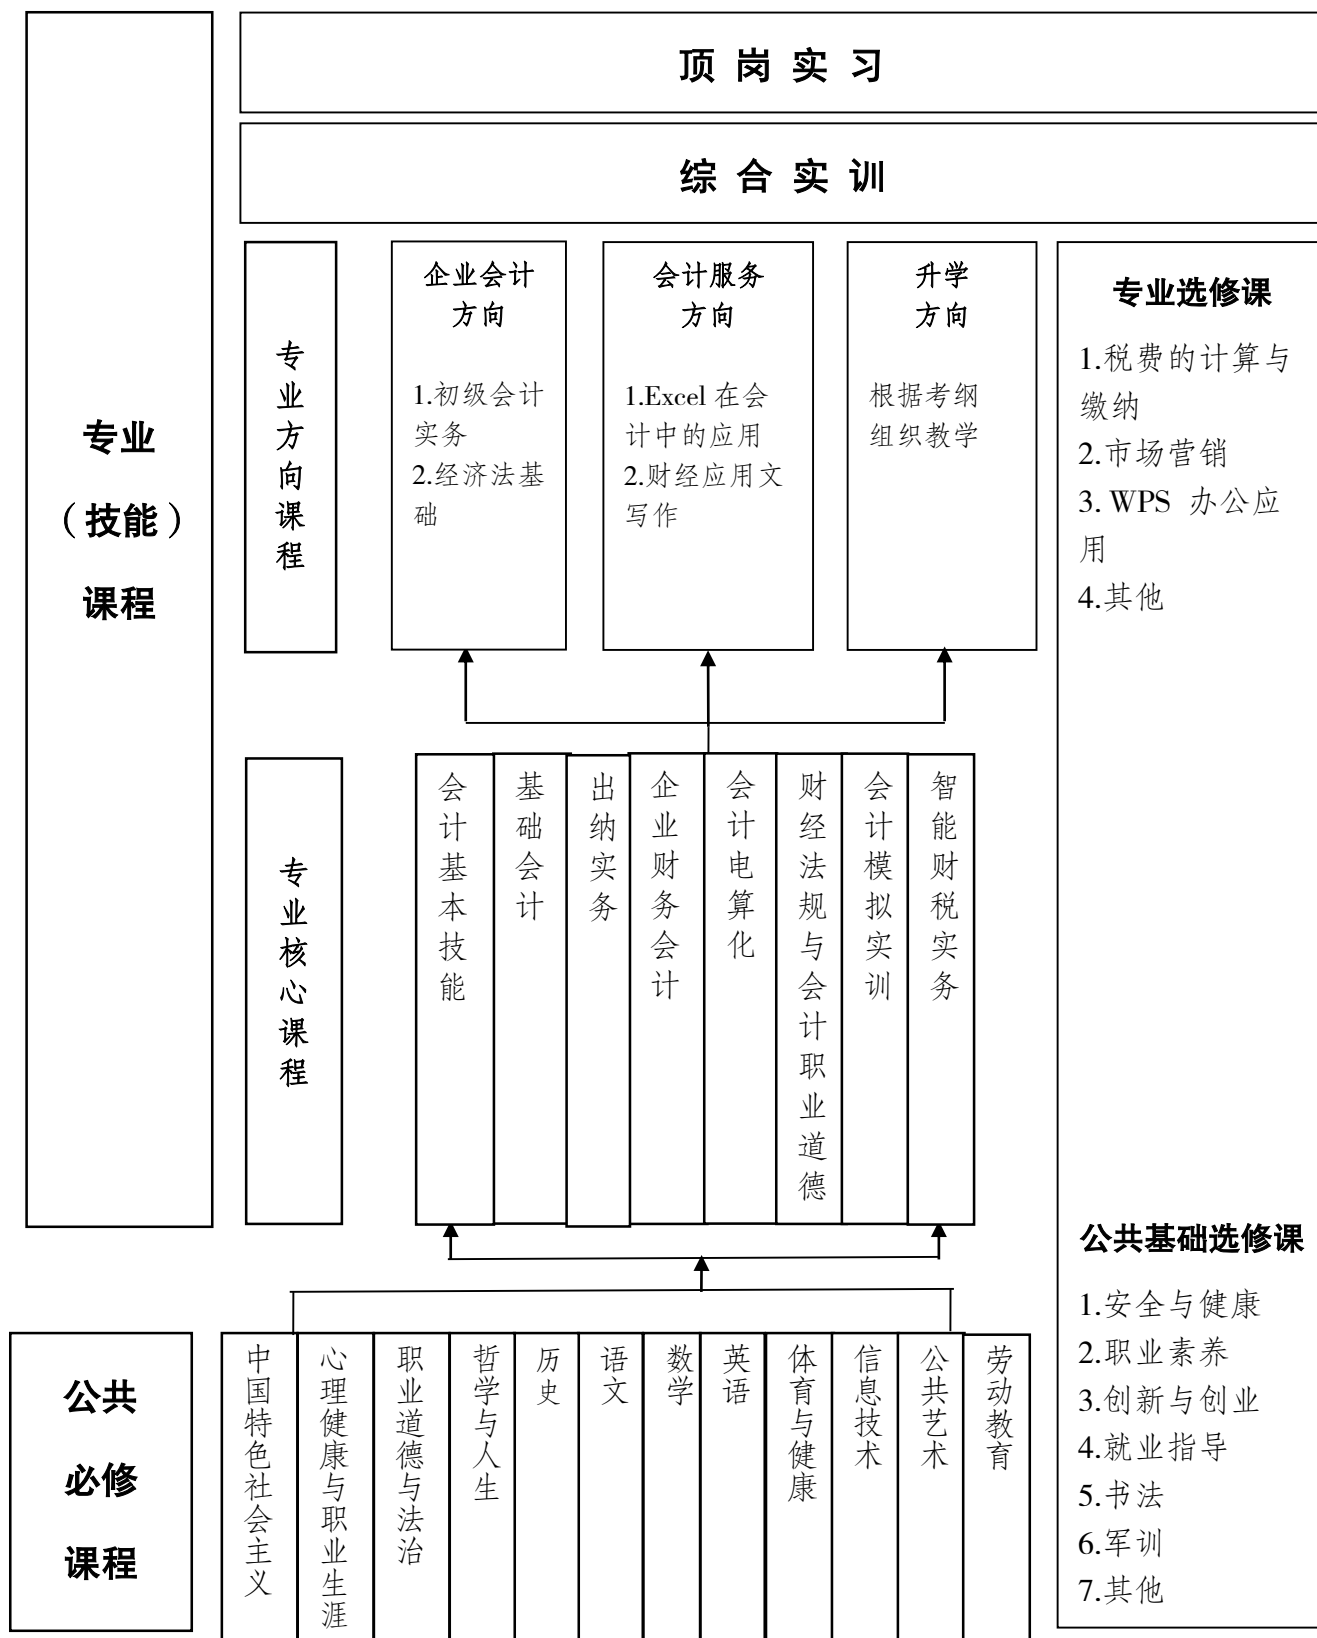 顶岗实习
综合实训
专业
（技能）
课程
专业方向课程
企业会计
方向
1.初级会计
实务
2.经济法基
础
会计服务
方向
1.Excel 在会
计中的应用
2.财经应用文
写作
升学
方向
根据考纲
组织教学
专业选修课
1.税费的计算与
缴纳
2.市场营销
3. WPS 办公应
用
4.其他
专业核心课程
会计基本技能
基础会计
出纳实务
企业财务会计
会计电算化
财经法规与会计职业道德
会计模拟实训
智能财税实务
公共基础选修课
1.安全与健康
2.职业素养
3.创新与创业
4.就业指导
5.书法
6.军训
7.其他
公共
必修
课程
中国特色社会主义
心理健康与职业生涯
职业道德与法治
哲学与人生
历史
语文
数学
英语
体育与健康
信息技术
公共艺术
劳动教育